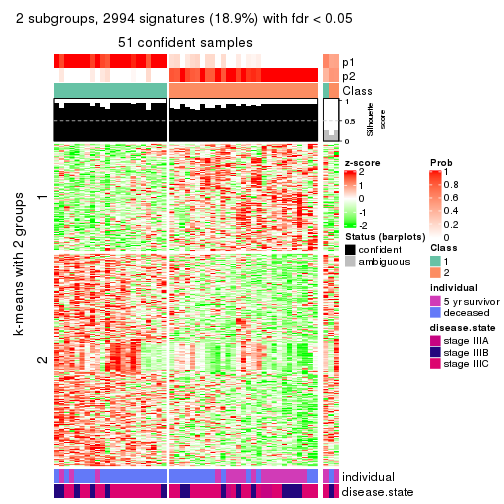 2 subgroups, 2994 signatures (18.9%) with fdr < 0.05
51 confident samples
p1
p2
Class
1
0.5
0
Silhouette
score
k-means with 2 groups
1
2
z-score
2
1
0
-1
-2
Status (barplots)
confident
ambiguous
Prob
1
0.8
0.6
0.4
0.2
0
Class
1
2
individual
5 yr survivor
deceased
disease.state
stage IIIA
stage IIIB
stage IIIC
individual
disease.state